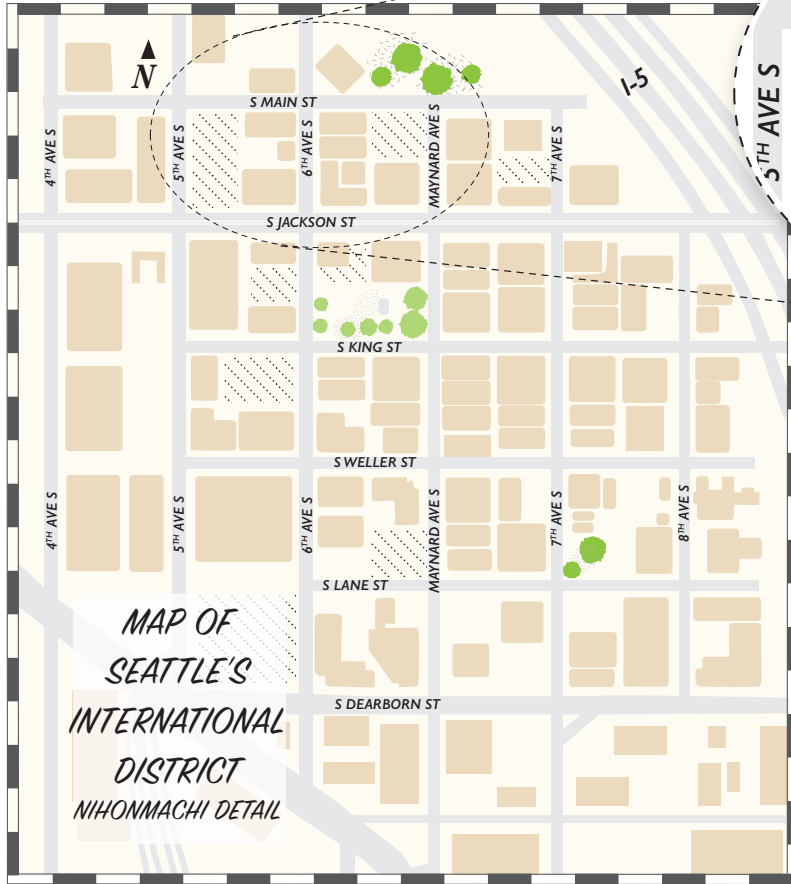 N
I-5
5TH AVE S
S MAIN ST
4TH AVE S
5TH AVE S
6TH AVE S
MAYNARD AVE S
7TH AVE S
S JACKSON ST
S KING ST
S WELLER ST
4TH AVE S
5TH AVE S
6TH AVE S
MAYNARD AVE S
7TH AVE S
8TH AVE S
S LANE ST
MAP OF
SEATTLE'S
INTERNATIONAL
DISTRICT
NIHONMACHI DETAIL
S DEARBORN ST